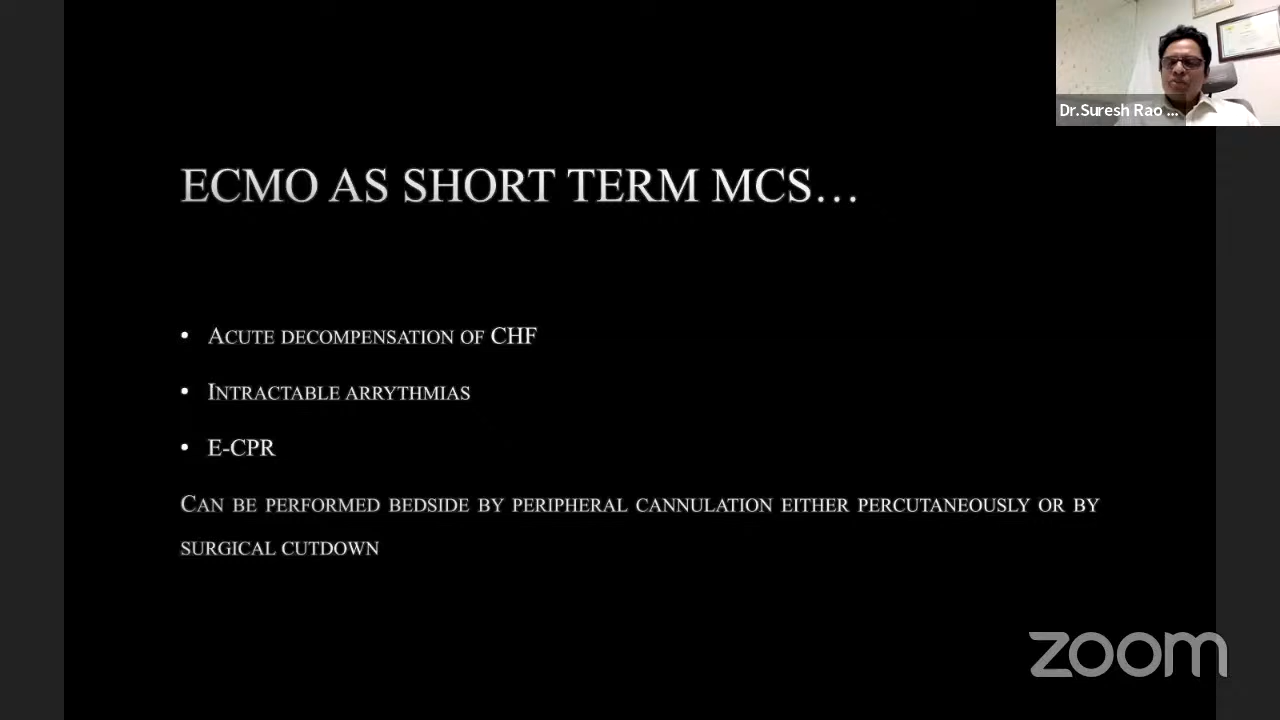 Dr.Suresh Rao ...
ECMO AS SHORT TERM MCS...
• ACUTE DECOMPENSATION OF CHF
• INTRACTABLE ARRYTHMIAS
• E-CPR
CAN BE PERFORMED BEDSIDE BY PERIPHERAL CANNULATION EITHER PERCUTANEOUSLY OR BY
SURGICAL CUTDOWN
zoom